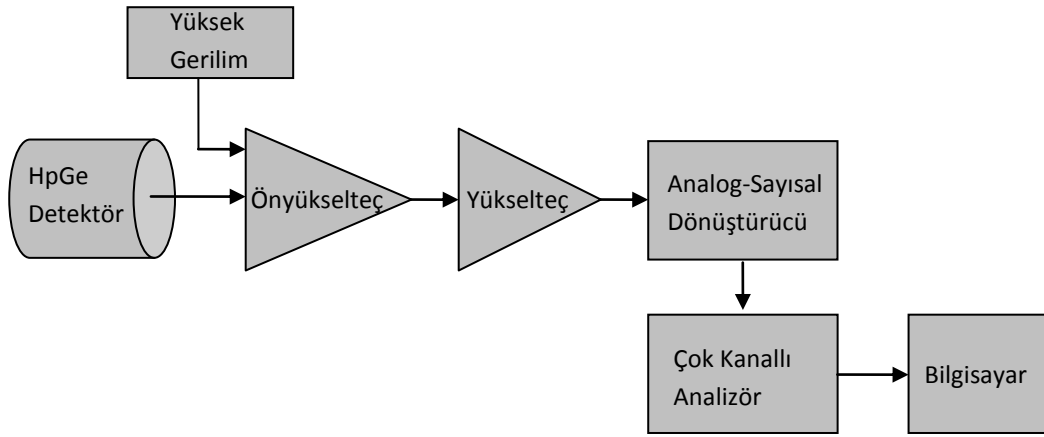 Yüksek
Gerilim
HpGe
Detektör
Önyükselteç
Yükselteç
Analog-Sayısal
Dönüştürücü
Çok Kanallı
Analizör
Bilgisayar